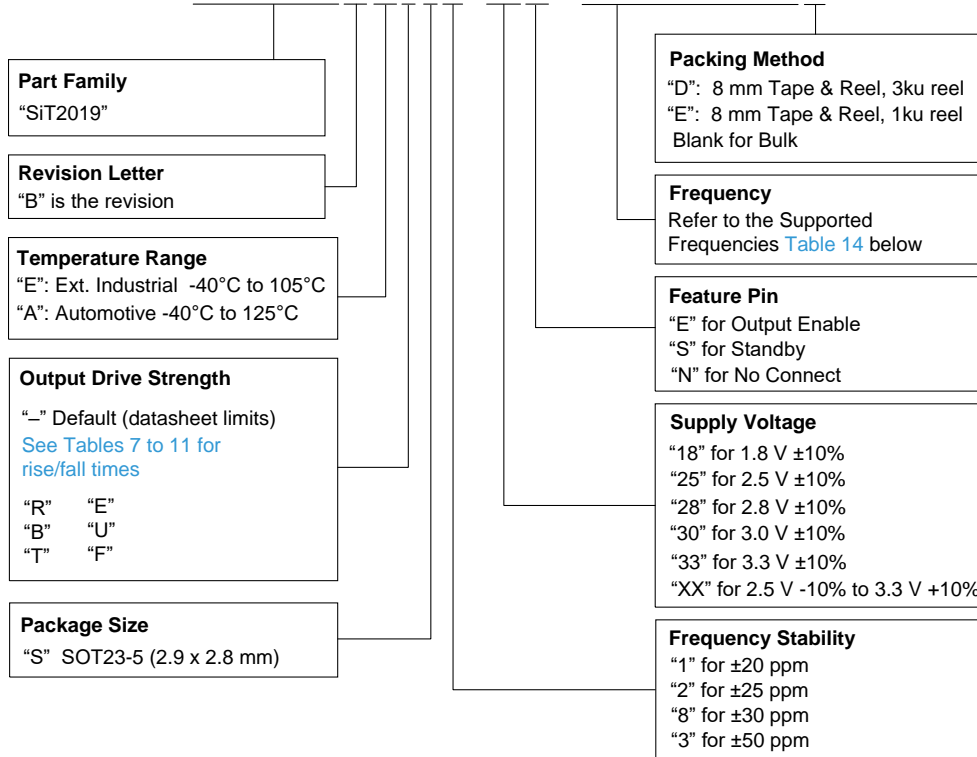 Part Family
“SiT2019”
Revision Letter
“B” is the revision
Temperature Range
“E”: Ext. Industrial -40°C to 105°C
“A”: Automotive -40°C to 125°C
Output Drive Strength
“–” Default (datasheet limits)
See Tables 7 to 11 for
rise/fall times
“R” “E”
“B” “U”
“T” “F”
Package Size
“S” SOT23-5 (2.9 x 2.8 mm)
Packing Method
“D”: 8 mm Tape & Reel, 3ku reel
“E”: 8 mm Tape & Reel, 1ku reel
Blank for Bulk
Frequency
Refer to the Supported
Frequencies Table 14 below
Feature Pin
“E” for Output Enable
“S” for Standby
“N” for No Connect
Supply Voltage
“18” for 1.8 V ±10%
“25” for 2.5 V ±10%
“28” for 2.8 V ±10%
“30” for 3.0 V ±10%
“33” for 3.3 V ±10%
“XX” for 2.5 V -10% to 3.3 V +10%
Frequency Stability
“1” for ±20 ppm
“2” for ±25 ppm
“8” for ±30 ppm
“3” for ±50 ppm